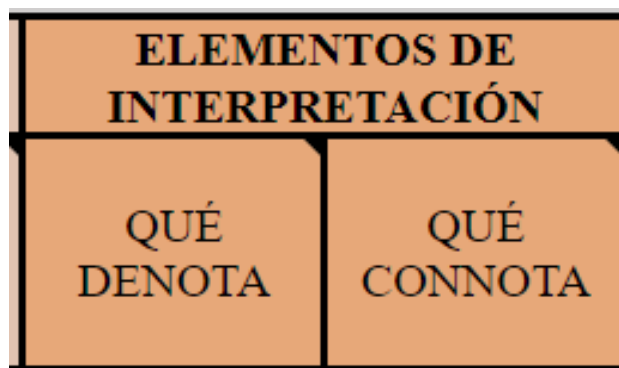 ELEMENTOS DE
INTERPRETACIÓN
QUÉ
DENOTA
QUÉ
CONNOTA